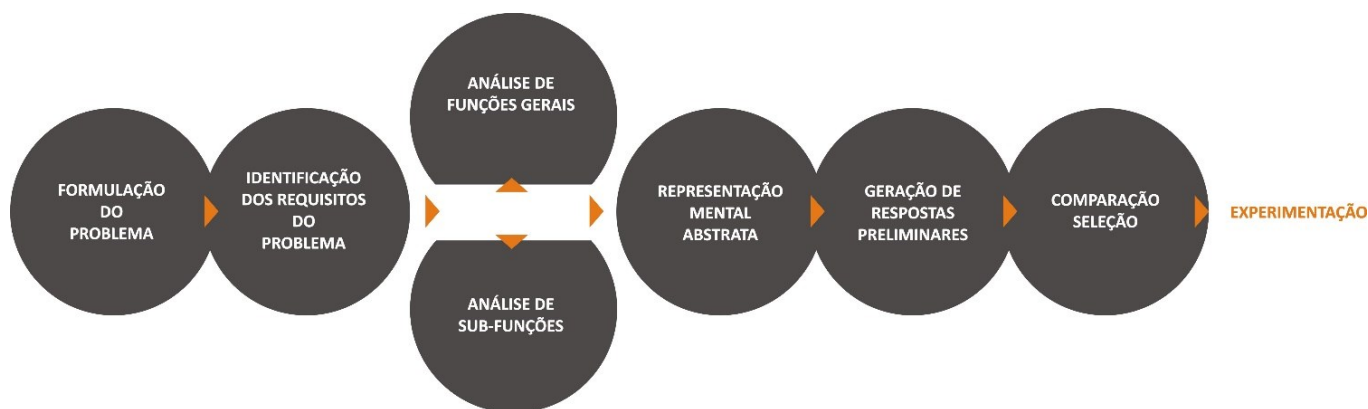 FORMULAÇÃO
DO
PROBLEMA
IDENTIFICAÇÃO
DOS REQUISITOS
DO
PROBLEMA
ANÁLISE DE
FUNÇÕES GERAIS
ANÁLISE DE
SUB-FUNÇÕES
REPRESENTAÇÃO
MENTAL
ABSTRATA
GERAÇÃO DE
RESPOSTAS
PRELIMINARES
COMPARAÇÃO
SELEÇÃO
EXPERIMENTAÇÃO